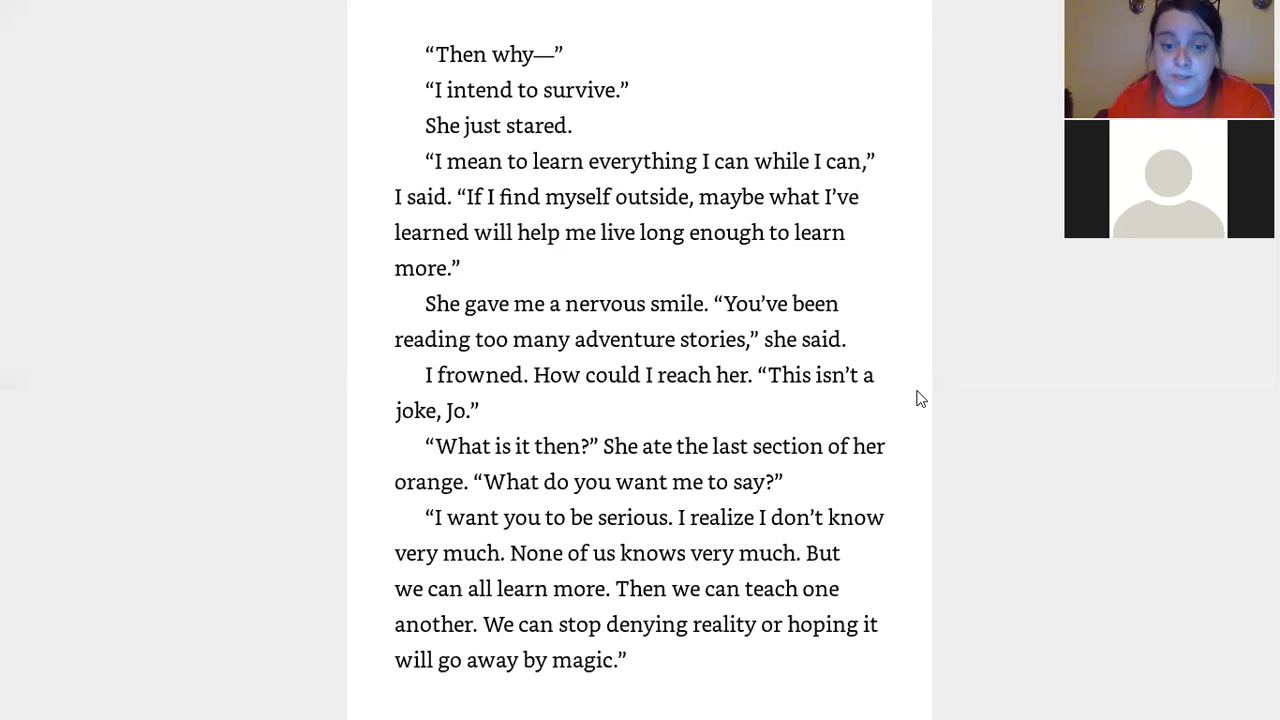 “Then why—”
“I intend to survive.”
She just stared.
“I mean to learn everything I can while I can,”
I said. “If I find myself outside, maybe what I’ve
learned will help me live long enough to learn
more.”
She gave me a nervous smile. “You’ve been
reading too many adventure stories,” she said.
I frowned. How could I reach her. “This isn’t a
joke, Jo.”
“What is it then?” She ate the last section of her
orange. “What do you want me to say?”
“I want you to be serious. I realize I don’t know
very much. None of us knows very much. But
we can all learn more. Then we can teach one
another. We can stop denying reality or hoping it
will go away by magic.”